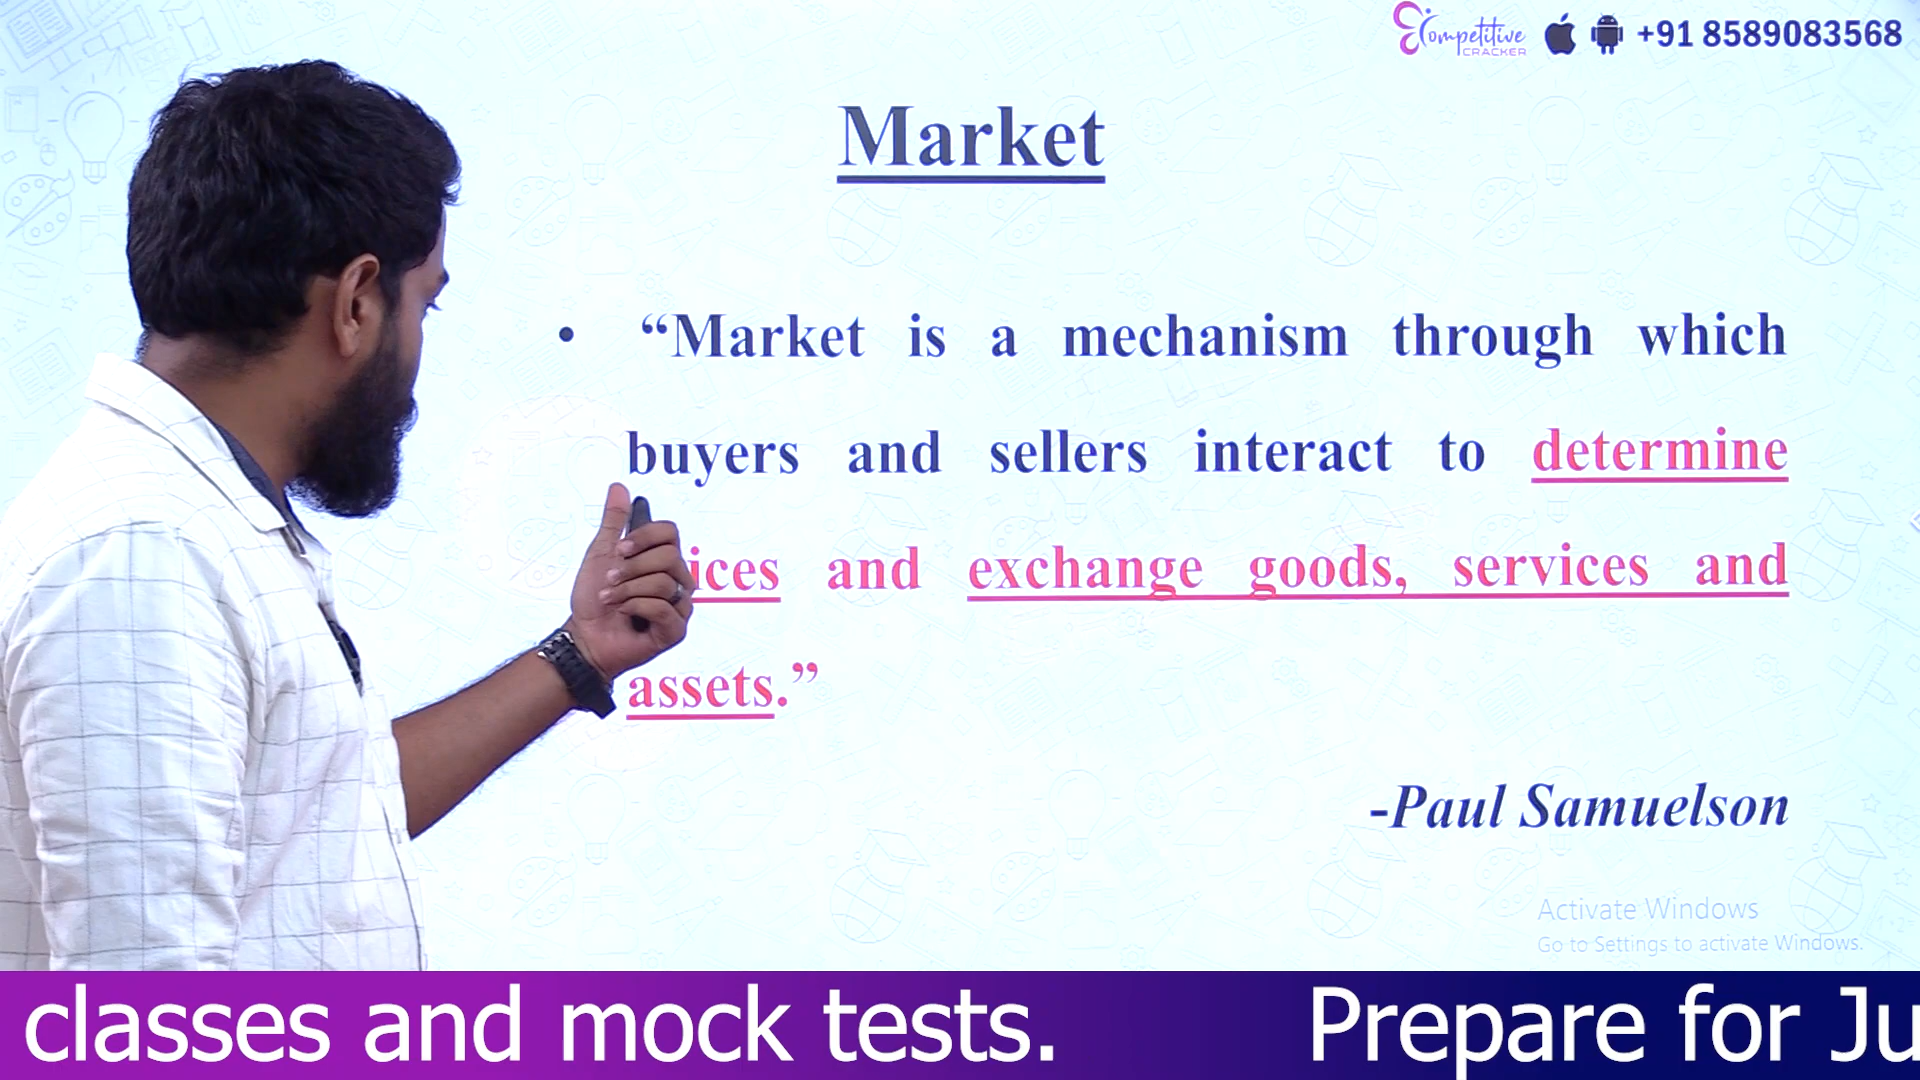 Competitive
CRACKER
+91 8589083568
Market
• “Market is a mechanism through which
buyers and sellers interact to determine
and exchange goods, services and
assets.”
-Paul Samuelson
Activate Windows
Go to Settings to activate Windows.
classes and mock tests. Prepare for